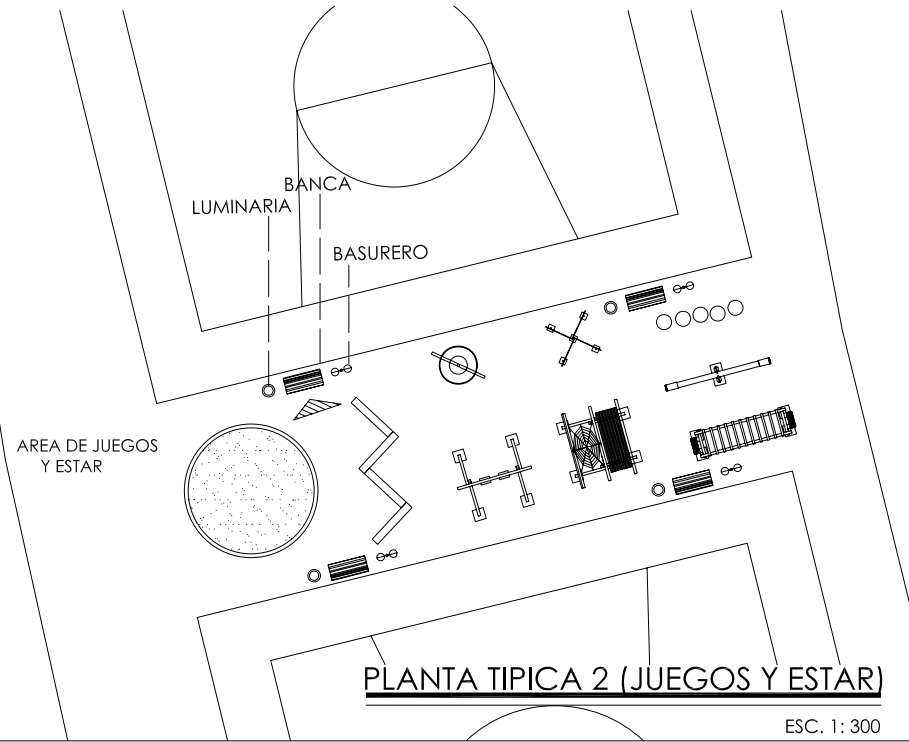 BANCA
LUMINARIA
BASURERO
AREA DE JUEGOS
Y ESTAR
PLANTA TIPICA 2 (JUEGOS Y ESTAR)
ESC. 1: 300